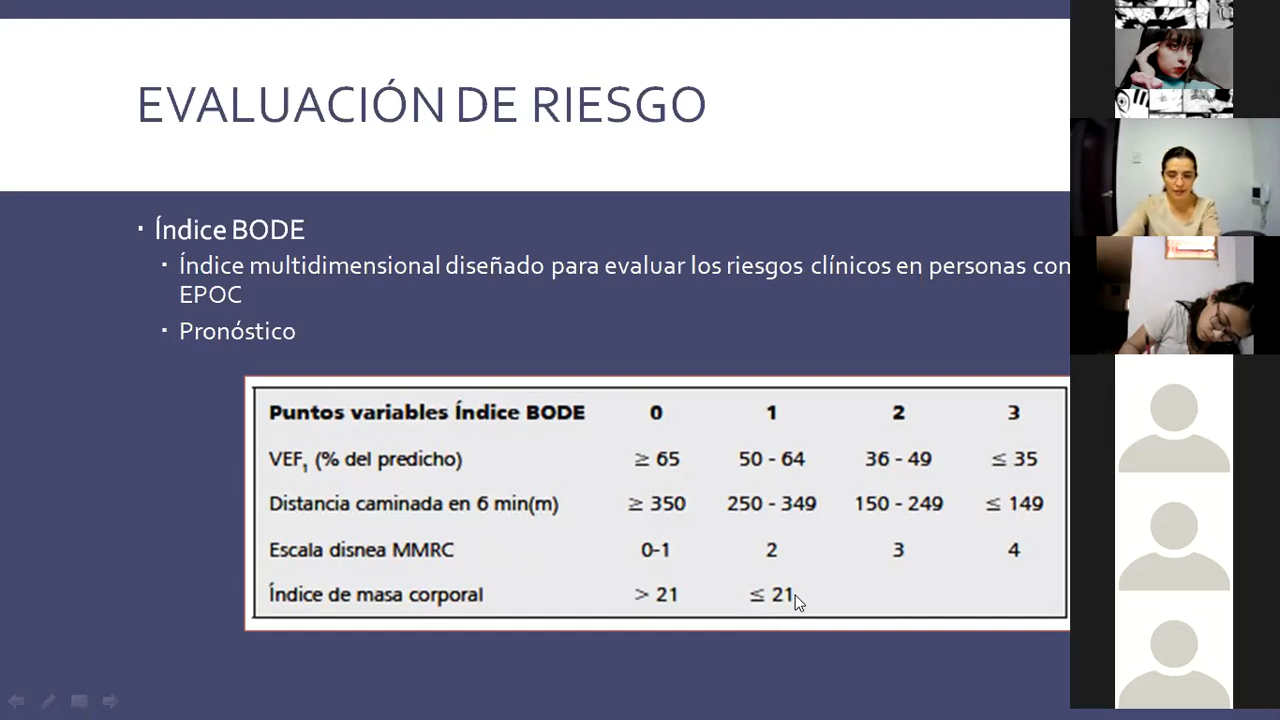 EVALUACIÓN DE RIESGO
Índice BODE
Índice multidimensional diseñado para evaluar los riesgos clínicos en personas con
EPOC
Pronóstico
Puntos variables Índice BODE 0 1 2 3
VEF₁ (% del predicho) ≥ 65 50 - 64 36 - 49 ≤ 35
Distancia caminada en 6 min(m) ≥ 350 250 - 349 150 - 249 ≤ 149
Escala disnea MMRC 0-1 2 3 4
Índice de masa corporal > 21 ≤ 21